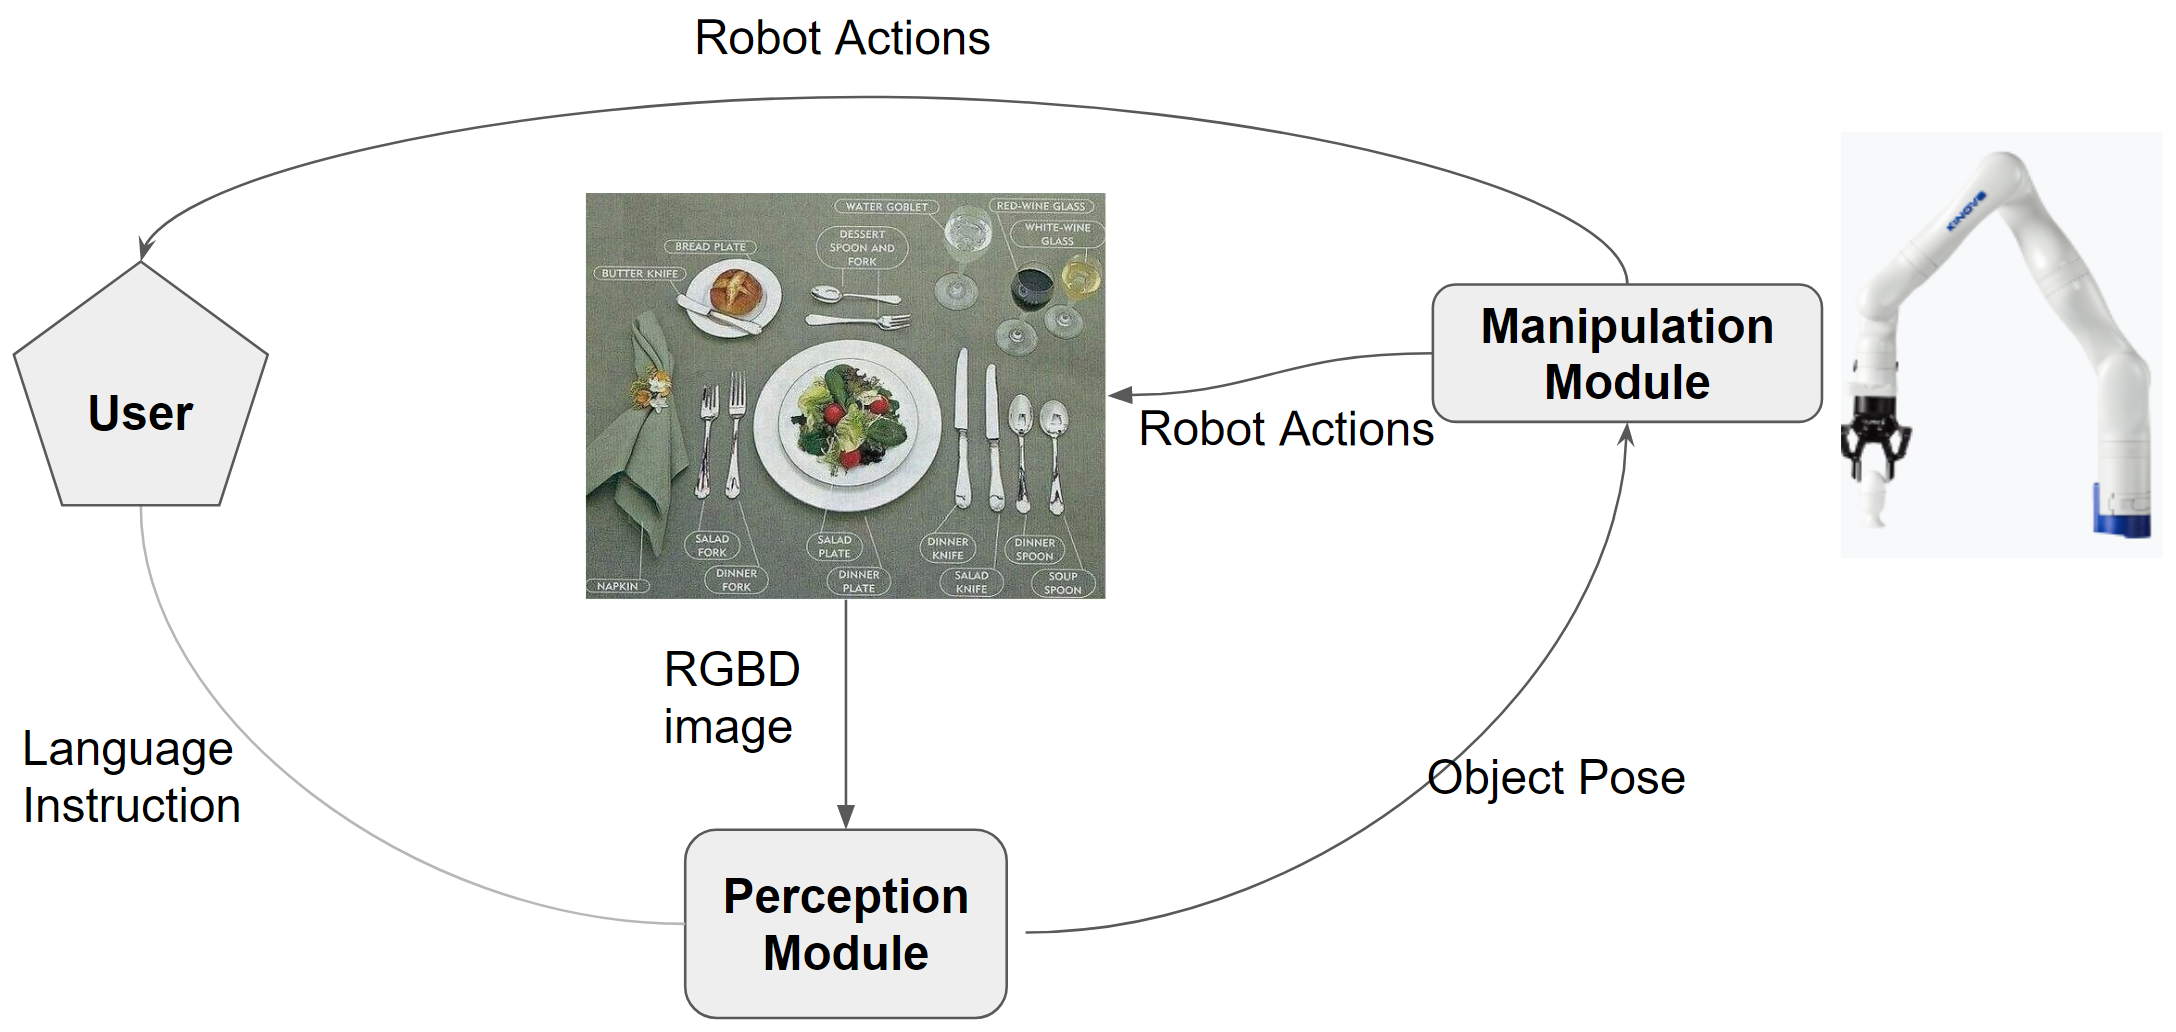 Robot Actions
WATER GOBLET
RED-WINE GLASS
WHITE-WINE
GLASS
DESSERT
SPOON AND
FORK
BREAD PLATE
BUTTER KNIFE
KINOVA
User
Manipulation
Module
Robot Actions
SALAD
FORK
SALAD
PLATE
DINNER
KNIFE
DINNER
SPOON
NAPKIN
DINNER
FORK
DINNER
PLATE
SALAD
KNIFE
SOUP
SPOON
RGBD
image
Language
Instruction
Object Pose
Perception
Module